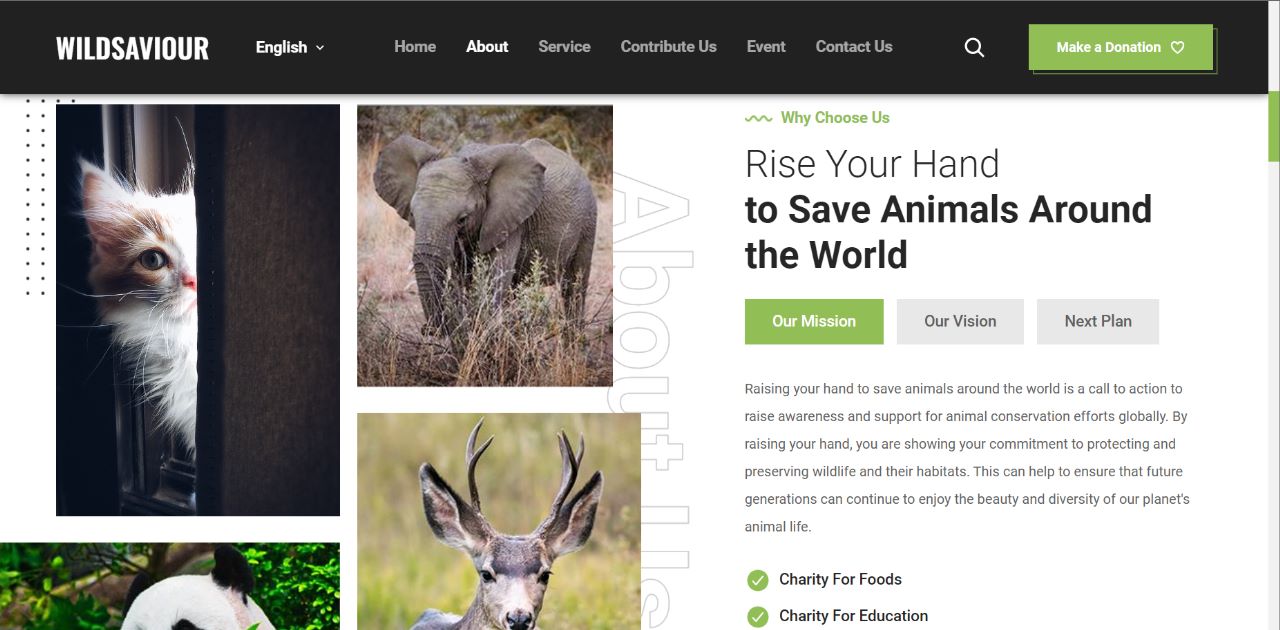 WILDSAVIOUR
English
Home About Service Contribute Us Event Contact Us
Make a Donation
About Us
Why Choose Us
Rise Your Hand
to Save Animals Around
the World
Our Mission Our Vision Next Plan
Raising your hand to save animals around the world is a call to action to
raise awareness and support for animal conservation efforts globally. By
raising your hand, you are showing your commitment to protecting and
preserving wildlife and their habitats. This can help to ensure that future
generations can continue to enjoy the beauty and diversity of our planet's
animal life.
Charity For Foods
Charity For Education